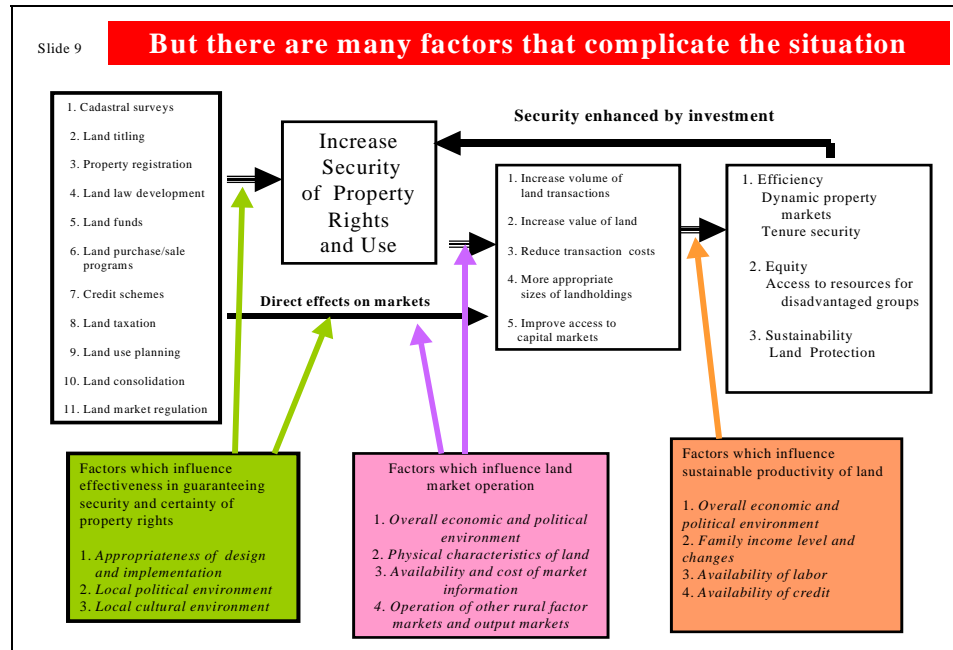 Slide 9
But there are many factors that complicate the situation
1. Cadastral surveys
2. Land titling
3. Property registration
4. Land law development
5. Land funds
6. Land purchase/sale
programs
7. Credit schemes
8. Land taxation
9. Land use planning
10. Land consolidation
11. Land market regulation
Increase
Security
of Property
Rights
and Use
Security enhanced by investment
Direct effects on markets
1. Increase volume of
land transactions
2. Increase value of land
3. Reduce transaction costs
4. More appropriate
sizes of landholdings
5. Improve access to
capital markets
1. Efficiency
Dynamic property
markets
Tenure security
2. Equity
Access to resources for
disadvantaged groups
3. Sustainability
Land Protection
Factors which influence
effectiveness in guaranteeing
security and certainty of
property rights
1. Appropriateness of design
and implementation
2. Local political environment
3. Local cultural environment
Factors which influence land
market operation
1. Overall economic and political
environment
2. Physical characteristics of land
3. Availability and cost of market
information
4. Operation of other rural factor
markets and output markets
Factors which influence
sustainable productivity of land
1. Overall economic and
political environment
2. Family income level and
changes
3. Availability of labor
4. Availability of credit